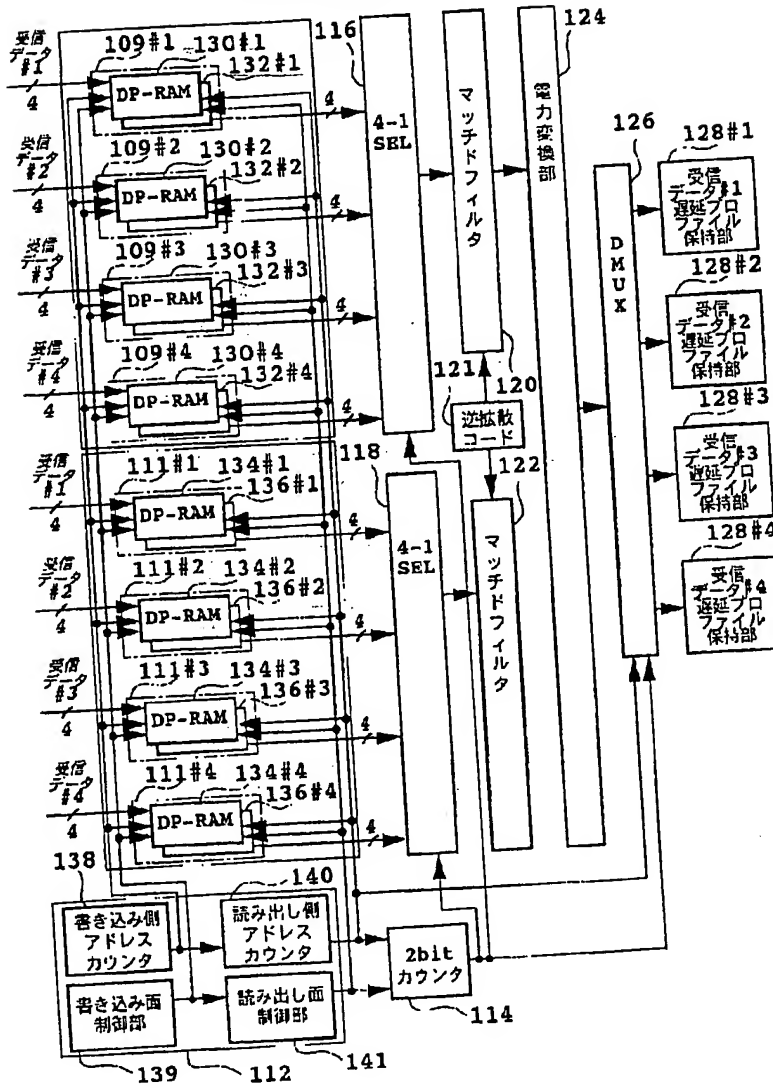 受信
データ
#1
4
109#1
130#1
132#1
DP-RAM
4
受信
データ
#2
4
109#2
130#2
132#2
DP-RAM
4
受信
データ
#3
4
109#3
130#3
132#3
DP-RAM
4
受信
データ
#4
4
109#4
130#4
132#4
DP-RAM
4
受信
データ
#1
4
111#1
134#1
136#1
DP-RAM
4
受信
データ
#2
4
111#2
134#2
136#2
DP-RAM
4
受信
データ
#3
4
111#3
134#3
136#3
DP-RAM
4
受信
データ
#4
4
111#4
134#4
136#4
DP-RAM
4
116
4-1
SEL
118
4-1
SEL
マッチドフィルタ
120
121
逆拡散
コード
122
マッチドフィルタ
124
電力変換部
126
DMUX
128#1
受信
データ#1
遅延プロ
ファイル
保持部
128#2
受信
データ#2
遅延プロ
ファイル
保持部
128#3
受信
データ#3
遅延プロ
ファイル
保持部
128#4
受信
データ#4
遅延プロ
ファイル
保持部
138
書き込み側
アドレス
カウンタ
140
読み出し側
アドレス
カウンタ
書き込み面
制御部
139
読み出し面
制御部
141
112
2bit
カウンタ
114